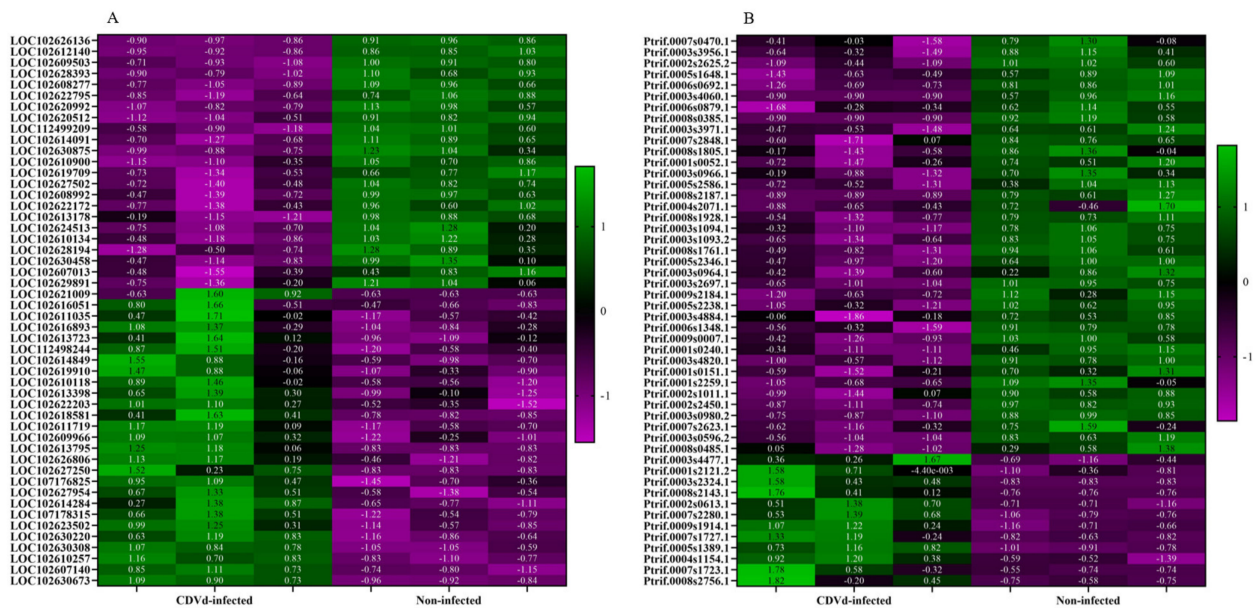 A
LOC102626136 -0.90 -0.97 -0.86 0.91 0.96 0.86
LOC102612140 -0.95 -0.92 -0.86 0.86 0.85 1.03
LOC102609503 -0.71 -0.93 -1.08 1.00 0.91 0.80
LOC102628393 -0.90 -0.79 -1.02 1.10 0.68 0.93
LOC102608277 -0.77 -1.05 -0.89 1.09 0.96 0.66
LOC102622795 -0.85 -1.19 -0.64 0.74 1.06 0.88
LOC102620992 -1.07 -0.82 -0.79 1.13 0.98 0.57
LOC102620512 -1.12 -1.04 -0.51 0.91 0.82 0.94
LOC112499209 -0.58 -0.90 -1.18 1.04 1.01 0.60
LOC102614091 -0.70 -1.27 -0.68 1.11 0.89 0.65
LOC102630875 -0.99 -0.88 -0.75 1.23 1.04 0.34
LOC102610900 -1.15 -1.10 -0.35 1.05 0.70 0.86
LOC102619709 -0.73 -1.34 -0.53 0.66 0.77 1.17
LOC102627502 -0.72 -1.40 -0.48 1.04 0.82 0.74
LOC102608992 -0.47 -1.39 -0.72 0.99 0.97 0.63
LOC102622172 -0.77 -1.38 -0.43 0.96 0.60 1.02
LOC102613178 -0.19 -1.15 -1.21 0.98 0.88 0.68
LOC102624513 -0.75 -1.08 -0.70 1.04 1.28 0.20
LOC102610134 -0.48 -1.18 -0.86 1.03 1.22 0.28
LOC102628194 -1.28 -0.50 -0.74 1.28 0.89 0.35
LOC102630458 -0.47 -1.14 -0.83 0.99 1.35 0.10
LOC102607013 -0.48 -1.55 -0.39 0.43 0.83 1.16
LOC102629891 -0.75 -1.36 -0.20 1.21 1.04 0.06
LOC102621009 -0.63 1.60 0.92 -0.63 -0.63 -0.63
LOC102616051 0.80 1.66 -0.51 -0.47 -0.66 -0.83
LOC102611035 0.47 1.71 -0.02 -1.17 -0.57 -0.42
LOC102616893 1.08 1.37 -0.29 -1.04 -0.84 -0.28
LOC102613723 0.41 1.64 0.12 -0.96 -1.09 -0.12
LOC112498244 0.87 1.51 -0.20 -1.20 -0.58 -0.40
LOC102614849 1.55 0.88 -0.16 -0.59 -0.98 -0.70
LOC102619910 1.47 0.88 -0.06 -1.07 -0.33 -0.90
LOC102610118 0.89 1.46 -0.02 -0.58 -0.56 -1.20
LOC102613398 0.65 1.39 0.30 -0.99 -0.10 -1.25
LOC102622203 1.01 1.10 0.27 -0.52 -0.35 -1.52
LOC102618581 0.41 1.63 0.41 -0.78 -0.82 -0.85
LOC102611719 1.17 1.19 0.09 -1.17 -0.58 -0.70
LOC102609966 1.09 1.07 0.32 -1.22 -0.25 -1.01
LOC102613795 1.25 1.18 0.06 -0.83 -0.83 -0.83
LOC102626806 1.13 1.17 0.19 -0.46 -1.21 -0.82
LOC102627250 1.52 0.23 0.75 -0.83 -0.83 -0.83
LOC107176825 0.95 1.09 0.47 -1.45 -0.70 -0.36
LOC102627954 0.67 1.33 0.51 -0.58 -1.38 -0.54
LOC102614284 0.27 1.38 0.87 -0.65 -0.77 -1.11
LOC107178315 0.66 1.38 0.51 -1.22 -0.54 -0.79
LOC102623502 0.99 1.25 0.31 -1.14 -0.57 -0.85
LOC102630220 0.63 1.19 0.83 -1.16 -0.86 -0.64
LOC102630308 1.07 0.84 0.78 -1.05 -1.05 -0.59
LOC102610257 1.16 0.70 0.83 -0.83 -1.10 -0.77
LOC102607140 0.85 1.11 0.73 -0.74 -0.80 -1.15
LOC102630673 1.09 0.90 0.73 -0.96 -0.92 -0.84
CDVd-infected Non-infected
1
0
-1
B
Ptrif.0007s0470.1 -0.41 -0.03 -1.58 0.79 1.30 -0.08
Ptrif.0003s3956.1 -0.64 -0.32 -1.49 0.88 1.15 0.41
Ptrif.0002s2625.2 -1.09 -0.44 -1.09 1.01 1.02 0.60
Ptrif.0005s1648.1 -1.43 -0.63 -0.49 0.57 0.89 1.09
Ptrif.0006s0692.1 -1.26 -0.69 -0.73 0.81 0.86 1.01
Ptrif.0003s4060.1 -0.90 -0.90 -0.90 0.57 0.96 1.16
Ptrif.0006s0879.1 -1.68 -0.28 -0.34 0.62 1.14 0.55
Ptrif.0008s0385.1 -0.90 -0.90 -0.90 0.92 1.19 0.58
Ptrif.0003s3971.1 -0.47 -0.53 -1.48 0.64 0.61 1.24
Ptrif.0007s2848.1 -0.60 -1.71 0.07 0.84 0.76 0.65
Ptrif.0008s1805.1 -0.17 -1.43 -0.58 0.86 1.36 -0.04
Ptrif.0001s0052.1 -0.72 -1.47 -0.26 0.74 0.51 1.20
Ptrif.0003s0966.1 -0.19 -0.88 -1.32 0.70 1.35 0.34
Ptrif.0005s2586.1 -0.72 -0.52 -1.31 0.38 1.04 1.13
Ptrif.0008s2187.1 -0.89 -0.89 -0.89 0.79 0.61 1.27
Ptrif.0004s2071.1 -0.88 -0.65 -0.43 0.72 -0.46 1.70
Ptrif.0008s1928.1 -0.54 -1.32 -0.77 0.79 0.73 1.11
Ptrif.0003s1094.1 -0.32 -1.10 -1.17 0.78 1.06 0.75
Ptrif.0003s1093.2 -0.65 -1.34 -0.64 0.83 1.05 0.75
Ptrif.0008s1761.1 -0.49 -0.82 -1.31 0.94 1.06 0.61
Ptrif.0005s2346.1 -0.47 -0.97 -1.20 0.64 1.00 1.00
Ptrif.0003s0964.1 -0.42 -1.39 -0.60 0.22 0.86 1.32
Ptrif.0003s2697.1 -0.65 -1.01 -1.04 1.01 0.95 0.75
Ptrif.0009s2184.1 -1.20 -0.63 -0.72 1.12 0.28 1.15
Ptrif.0005s2238.1 -1.05 -0.32 -1.21 1.02 0.62 0.95
Ptrif.0003s4884.1 -0.06 -1.86 -0.18 0.72 0.53 0.85
Ptrif.0006s1348.1 -0.56 -0.32 -1.59 0.91 0.79 0.78
Ptrif.0009s0007.1 -0.42 -1.26 -0.93 1.03 1.00 0.58
Ptrif.0001s0240.1 -0.34 -1.11 -1.11 0.46 0.95 1.15
Ptrif.0003s4820.1 -1.00 -0.57 -1.12 0.91 0.78 1.00
Ptrif.0001s0151.1 -0.59 -1.52 -0.21 0.70 0.32 1.31
Ptrif.0001s2259.1 -1.05 -0.68 -0.65 1.09 1.35 -0.05
Ptrif.0002s1011.1 -0.99 -1.44 0.07 0.90 0.58 0.88
Ptrif.0002s2450.1 -0.87 -1.11 -0.74 0.97 0.82 0.93
Ptrif.0003s0980.2 -0.75 -0.87 -1.10 0.88 0.99 0.85
Ptrif.0007s2623.1 -0.62 -1.16 -0.32 0.75 1.59 -0.24
Ptrif.0003s0596.2 -0.56 -1.04 -1.04 0.83 0.63 1.19
Ptrif.0008s0485.1 0.05 -1.28 -1.02 0.29 0.58 1.38
Ptrif.0003s4477.1 0.36 0.26 1.67 -0.69 -1.16 -0.44
Ptrif.0001s2121.2 1.58 0.71 -4.40e-003 -1.10 -0.36 -0.81
Ptrif.0003s2324.1 1.58 0.43 0.48 -0.83 -0.83 -0.83
Ptrif.0008s2143.1 1.76 0.41 0.12 -0.76 -0.76 -0.76
Ptrif.0002s0613.1 0.51 1.38 0.70 -0.71 -0.71 -1.16
Ptrif.0007s2280.1 0.53 1.39 0.68 -1.06 -0.79 -0.76
Ptrif.0009s1914.1 1.07 1.22 0.24 -1.16 -0.71 -0.66
Ptrif.0007s1727.1 1.33 1.19 -0.24 -0.82 -0.63 -0.82
Ptrif.0005s1389.1 0.73 1.16 0.82 -1.01 -0.91 -0.78
Ptrif.0004s1154.1 0.92 1.20 0.38 -0.59 -0.52 -1.39
Ptrif.0007s1723.1 1.78 0.58 -0.32 -0.55 -0.74 -0.74
Ptrif.0008s2756.1 1.82 -0.20 0.45 -0.75 -0.58 -0.75
CDVd-infected Non-infected
1
0
-1